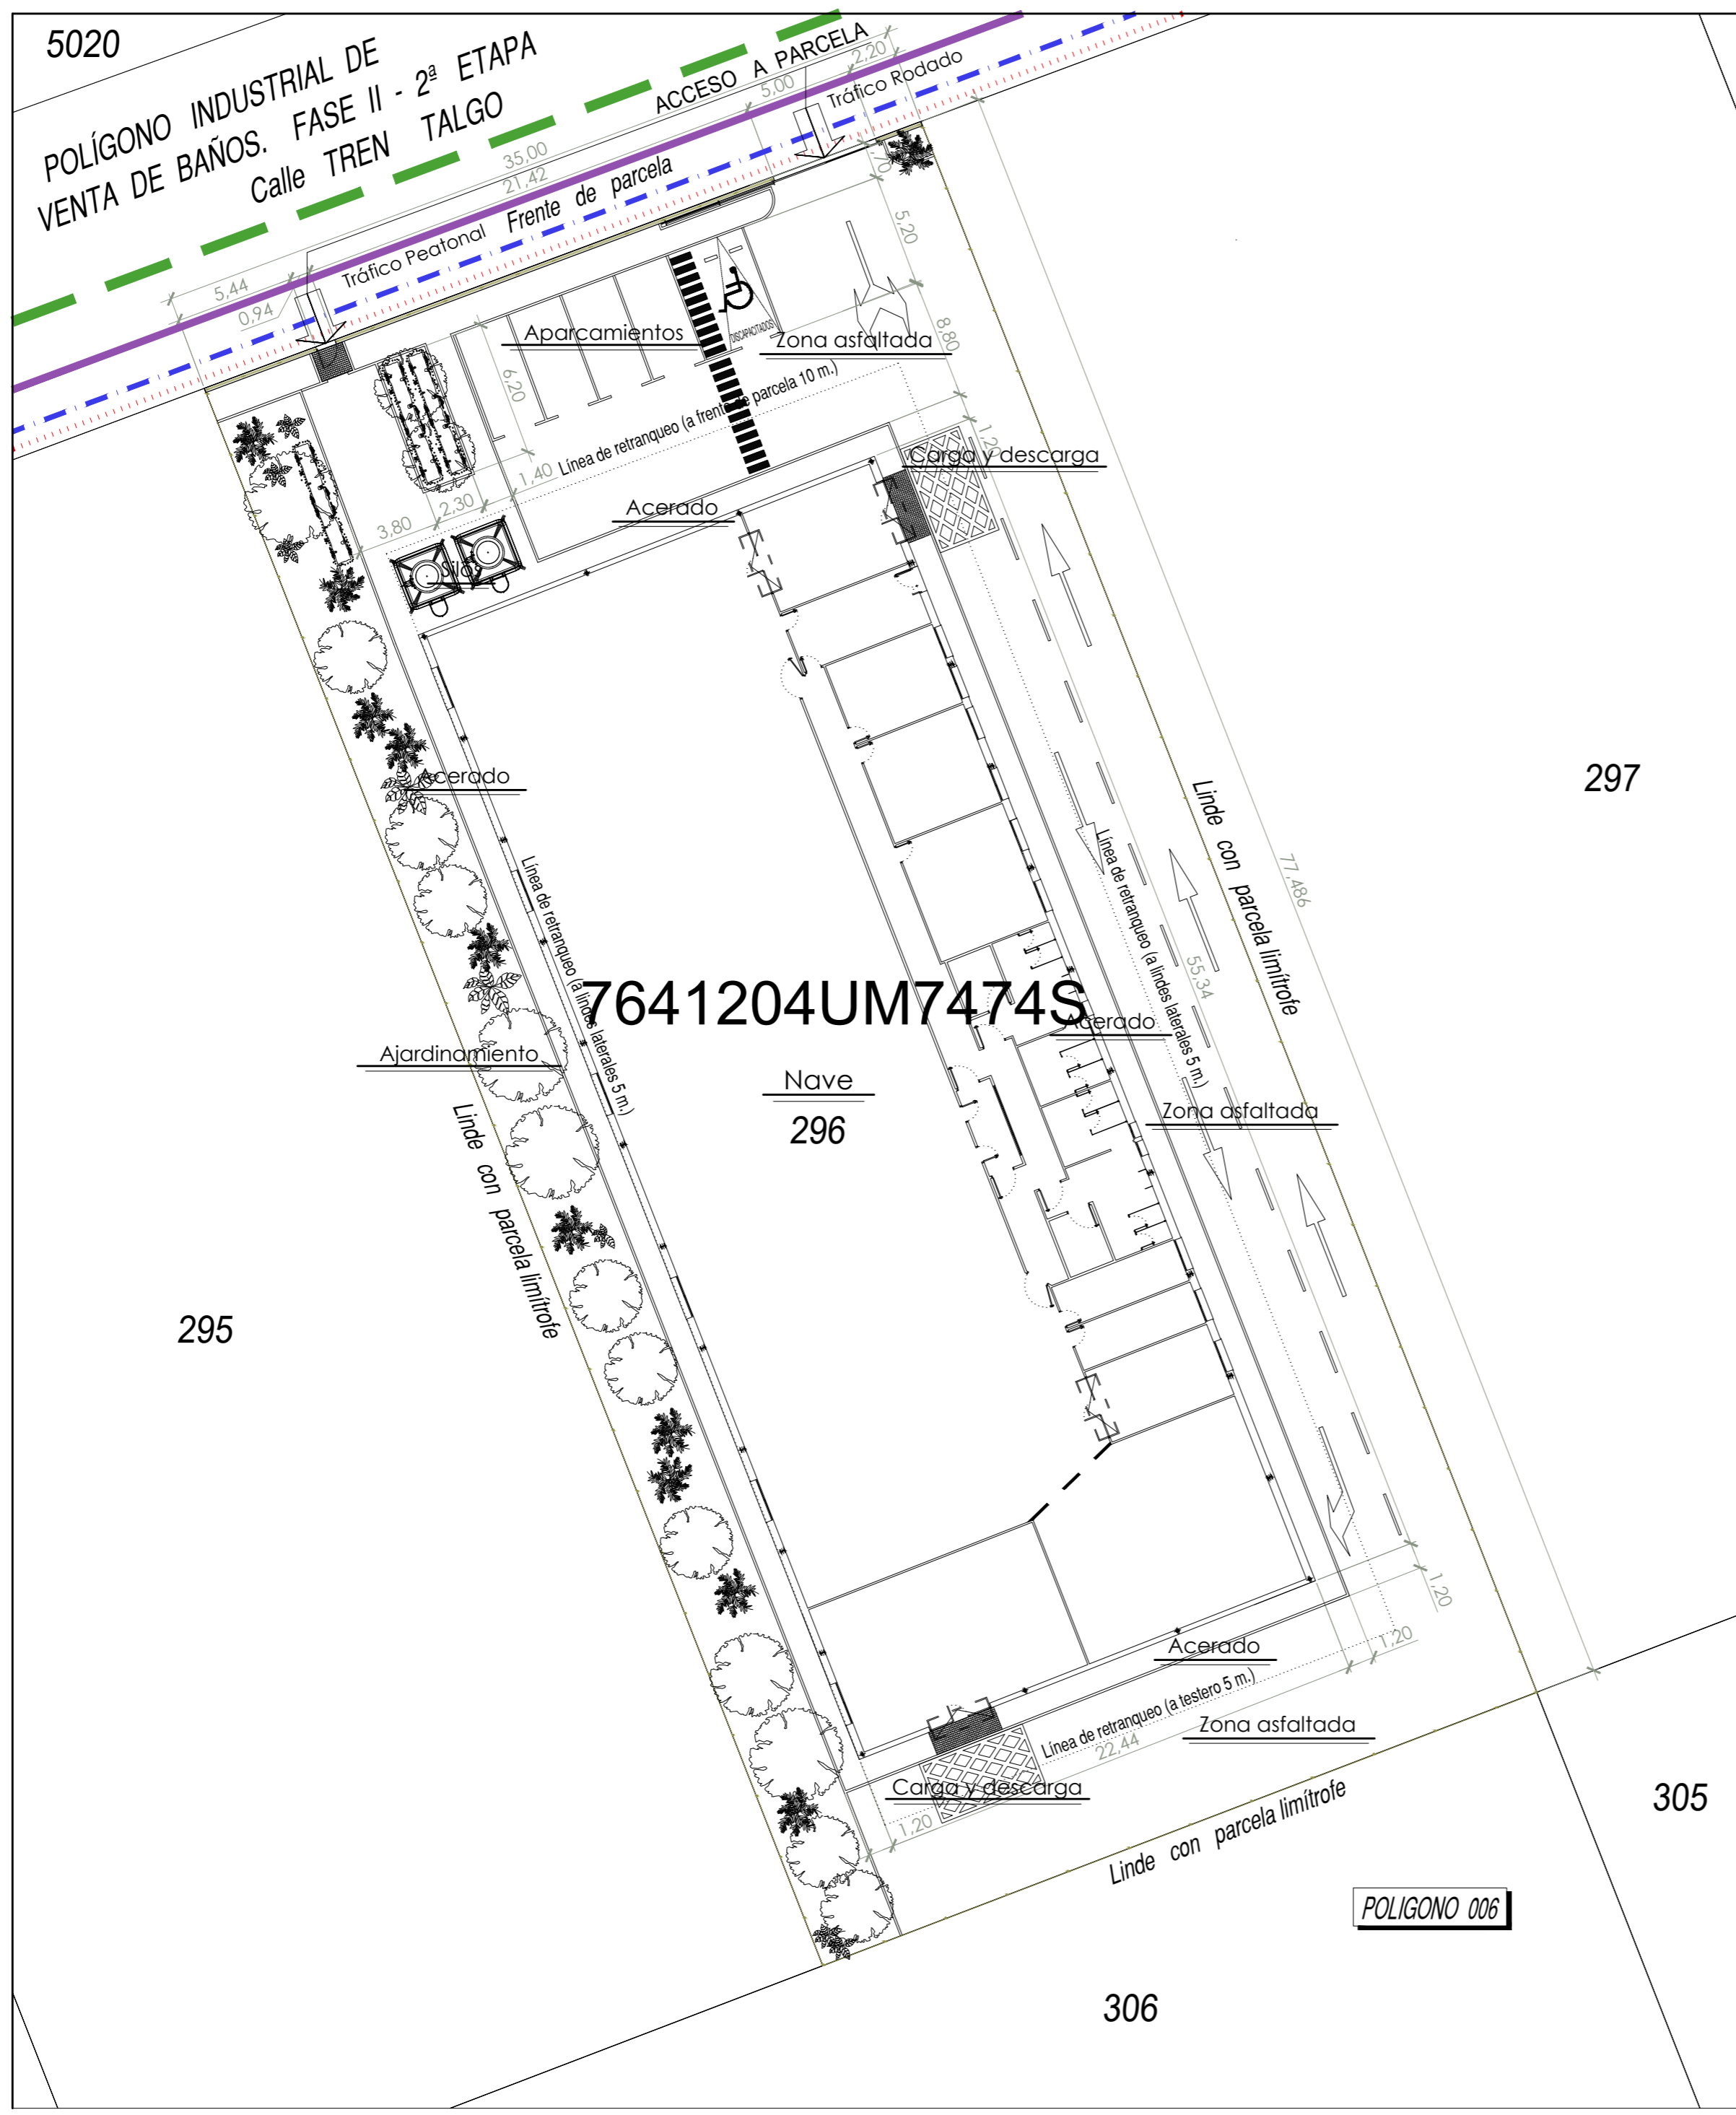 5020
POLÍGONO INDUSTRIAL DE
VENTA DE BAÑOS. FASE II - 2ª ETAPA
Calle TREN TALGO
ACCESO A PARCELA
2,20
5,00
Tráfico Rodado
35,00
21,42
Frente de parcela
Tráfico Peatonal
5,44
0,94
1,70
5,20
8,80
Aparcamientos
DISCAPACITADOS
Zona asfaltada
6,20
Línea de retranqueo (a frente de parcela 10 m.)
1,20
Carga y descarga
1,40
2,30
3,80
Acerado
Silos
Acerado
297
Linde con parcela limítrofe
77,486
Línea de retranqueo (a lindes laterales 5 m.)
Línea de retranqueo (a lindes laterales 5 m.)
55,34
7641204UM7474S
Acerado
Ajardinamiento
Nave
296
Zona asfaltada
Linde con parcela limítrofe
295
1,20
Acerado
1,20
Línea de retranqueo (a testero 5 m.)
Zona asfaltada
22,44
Carga y descarga
1,20
Linde con parcela limítrofe
305
POLIGONO 006
306